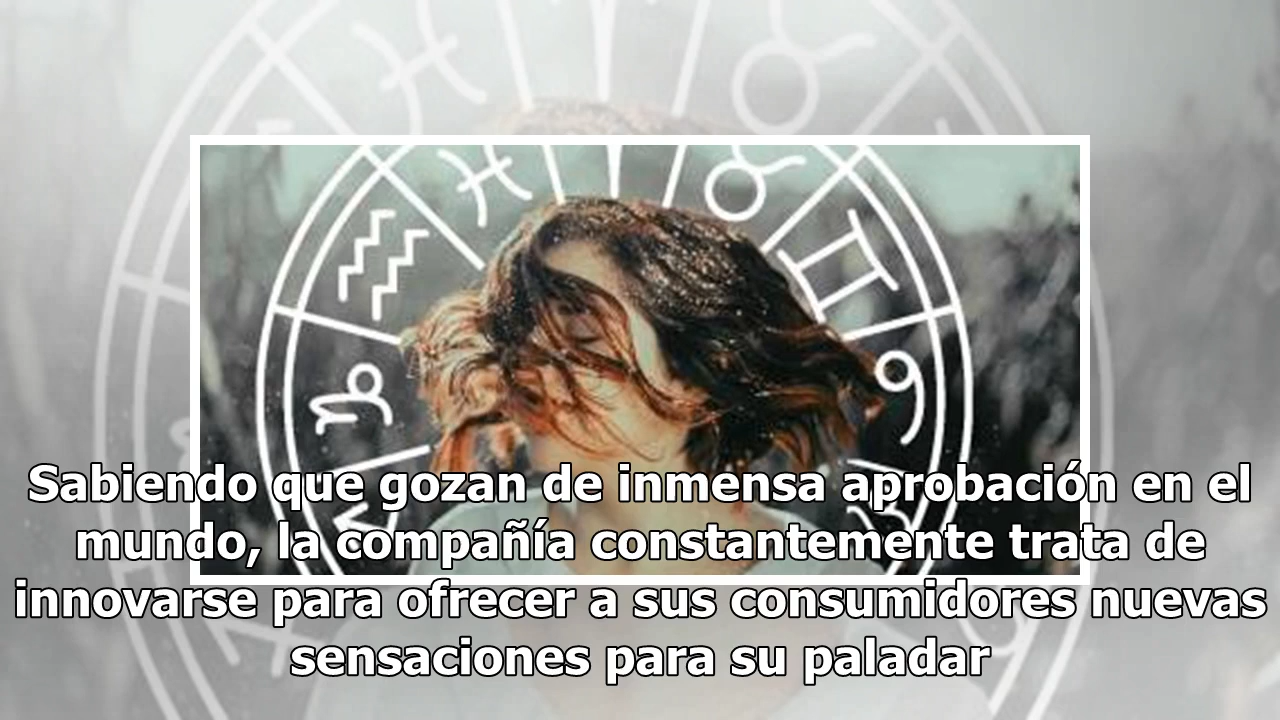 Sabiendo que gozan de inmensa aprobación en el
mundo, la compañía constantemente trata de
innovarse para ofrecer a sus consumidores nuevas
sensaciones para su paladar